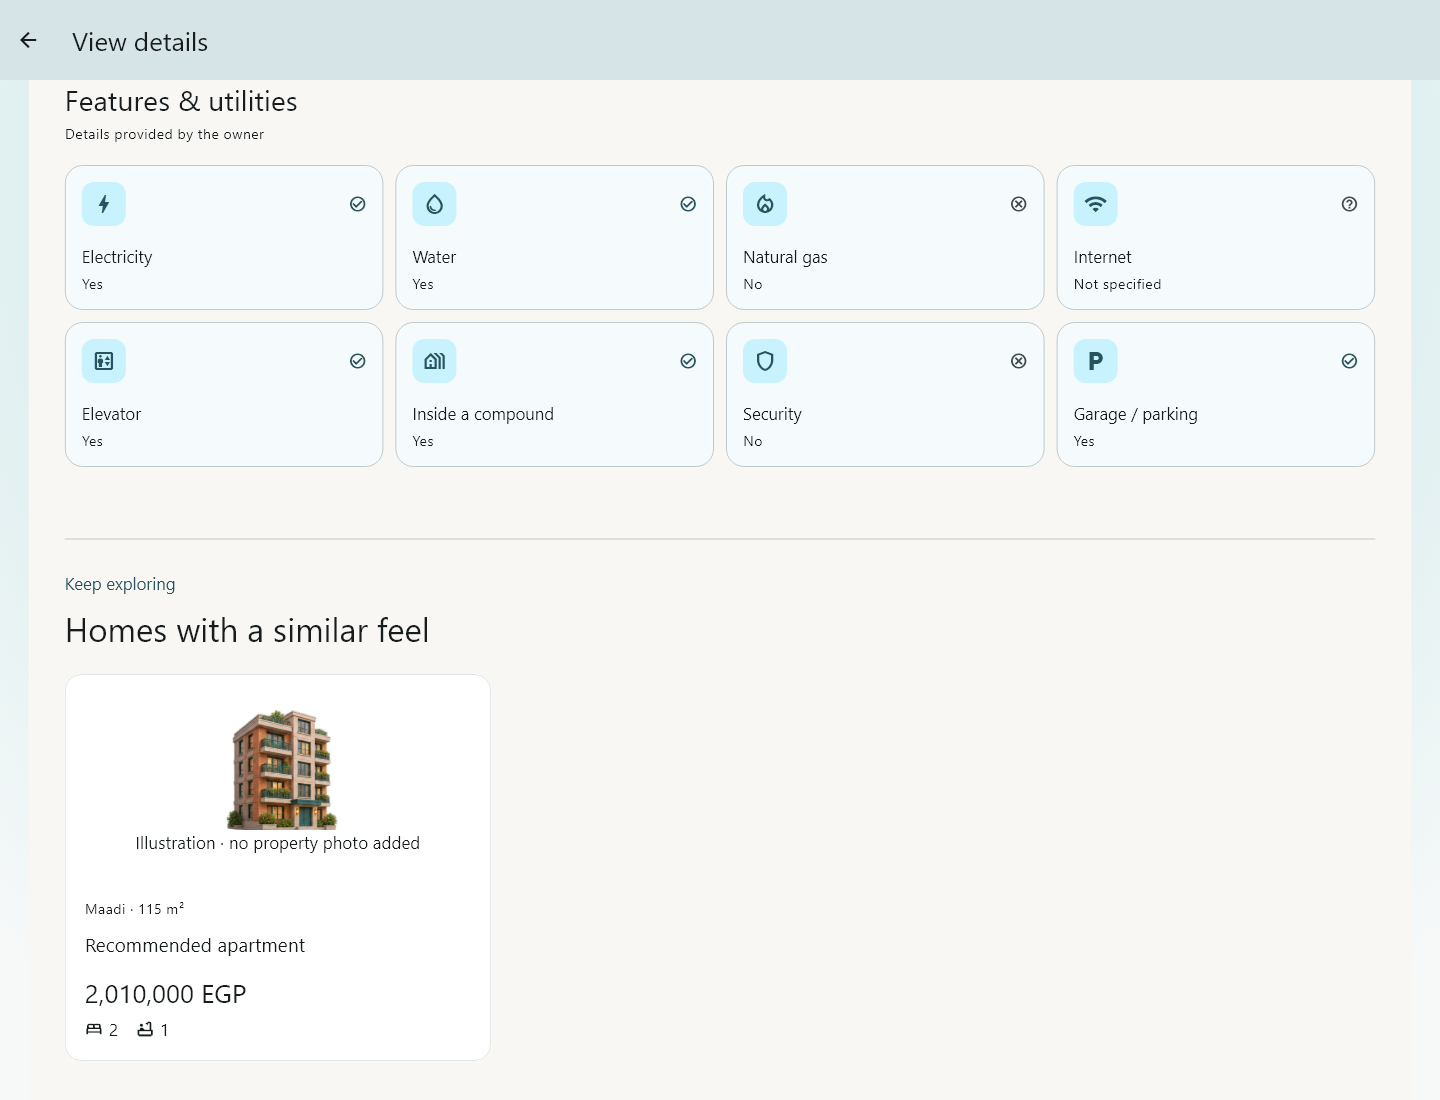 View details
Features & utilities
Details provided by the owner
Electricity
Yes
Water
Yes
Natural gas
No
Internet
Not specified
Elevator
Yes
Inside a compound
Yes
Security
No
P
Garage / parking
Yes
Keep exploring
Homes with a similar feel
Illustration · no property photo added
Maadi · 115 m²
Recommended apartment
2,010,000 EGP
2 1